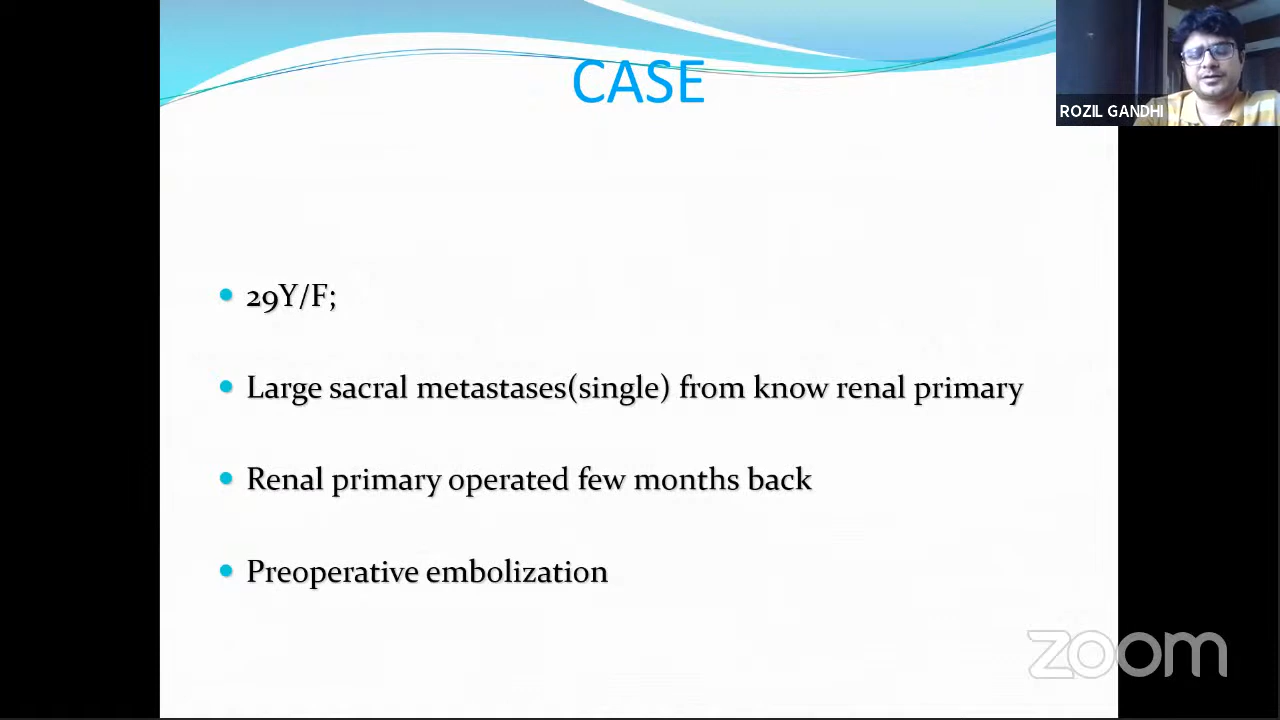 CASE
ROZIL GANDHI
29Y/F;
Large sacral metastases(single) from know renal primary
Renal primary operated few months back
Preoperative embolization
zoom